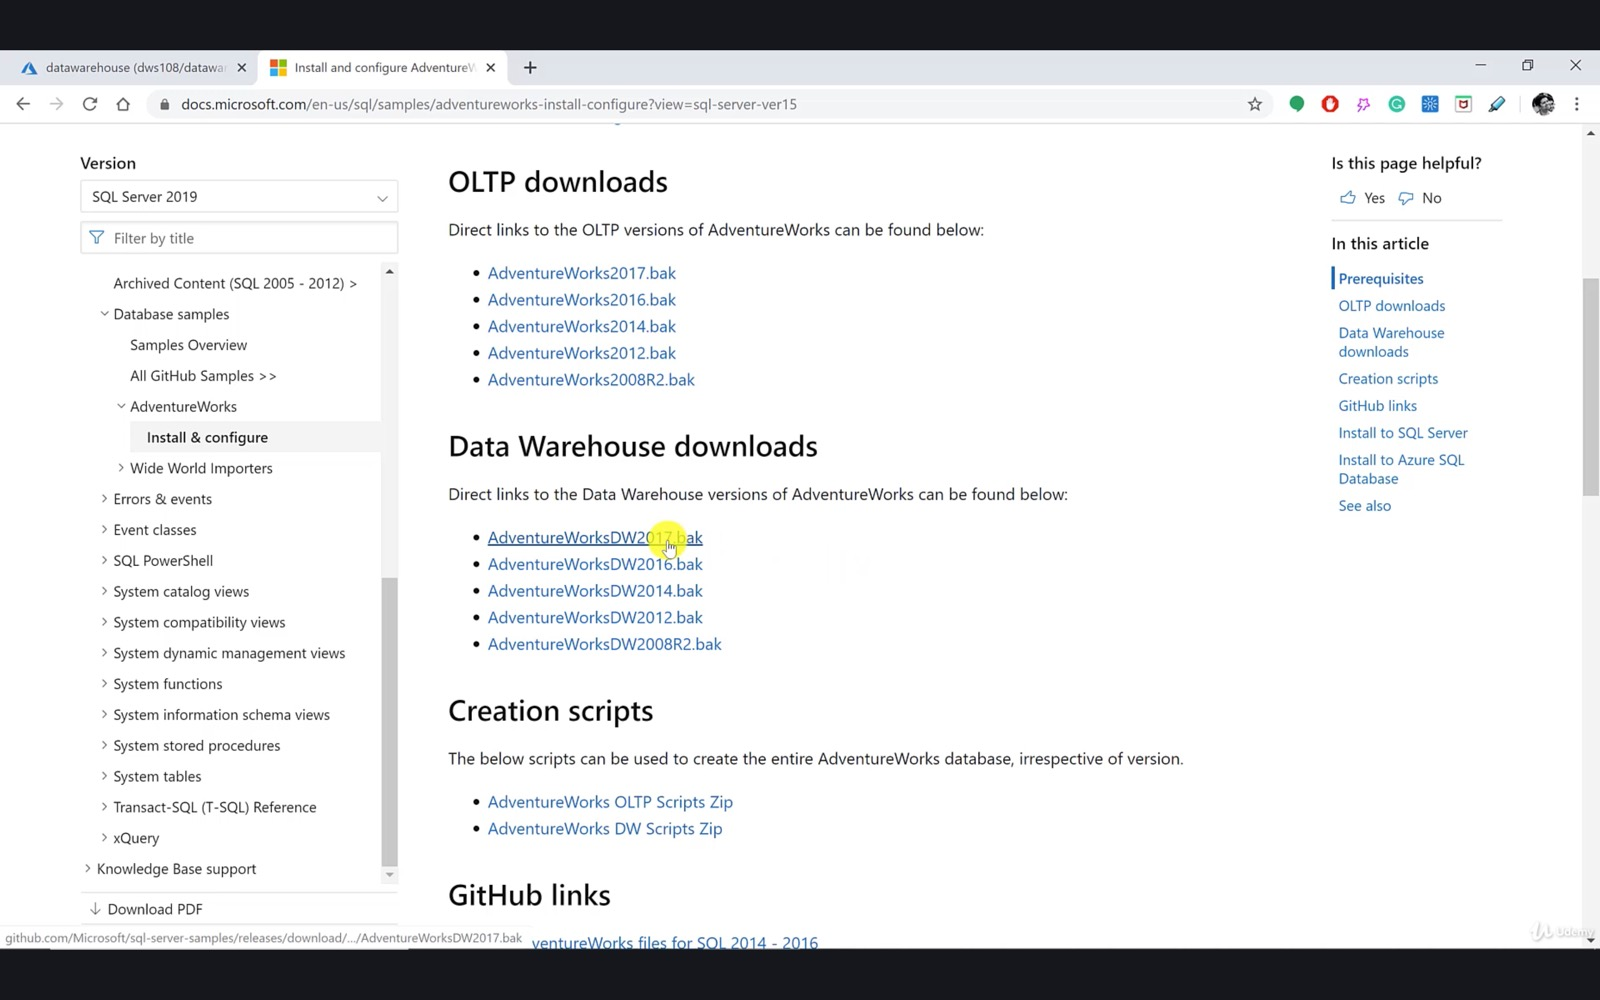 datawarehouse (dws108/datawar
Install and configure AdventureW
docs.microsoft.com/en-us/sql/samples/adventureworks-install-configure?view=sql-server-ver15
Version
SQL Server 2019
Filter by title
Archived Content (SQL 2005 - 2012) >
Database samples
Samples Overview
All GitHub Samples >>
AdventureWorks
Install & configure
Wide World Importers
Errors & events
Event classes
SQL PowerShell
System catalog views
System compatibility views
System dynamic management views
System functions
System information schema views
System stored procedures
System tables
Transact-SQL (T-SQL) Reference
xQuery
Knowledge Base support
Download PDF
OLTP downloads
Direct links to the OLTP versions of AdventureWorks can be found below:
AdventureWorks2017.bak
AdventureWorks2016.bak
AdventureWorks2014.bak
AdventureWorks2012.bak
AdventureWorks2008R2.bak
Data Warehouse downloads
Direct links to the Data Warehouse versions of AdventureWorks can be found below:
AdventureWorksDW2017.bak
AdventureWorksDW2016.bak
AdventureWorksDW2014.bak
AdventureWorksDW2012.bak
AdventureWorksDW2008R2.bak
Creation scripts
The below scripts can be used to create the entire AdventureWorks database, irrespective of version.
AdventureWorks OLTP Scripts Zip
AdventureWorks DW Scripts Zip
GitHub links
ventureWorks files for SQL 2014 - 2016
Is this page helpful?
Yes No
In this article
Prerequisites
OLTP downloads
Data Warehouse
downloads
Creation scripts
GitHub links
Install to SQL Server
Install to Azure SQL
Database
See also
github.com/Microsoft/sql-server-samples/releases/download/.../AdventureWorksDW2017.bak
Udemy